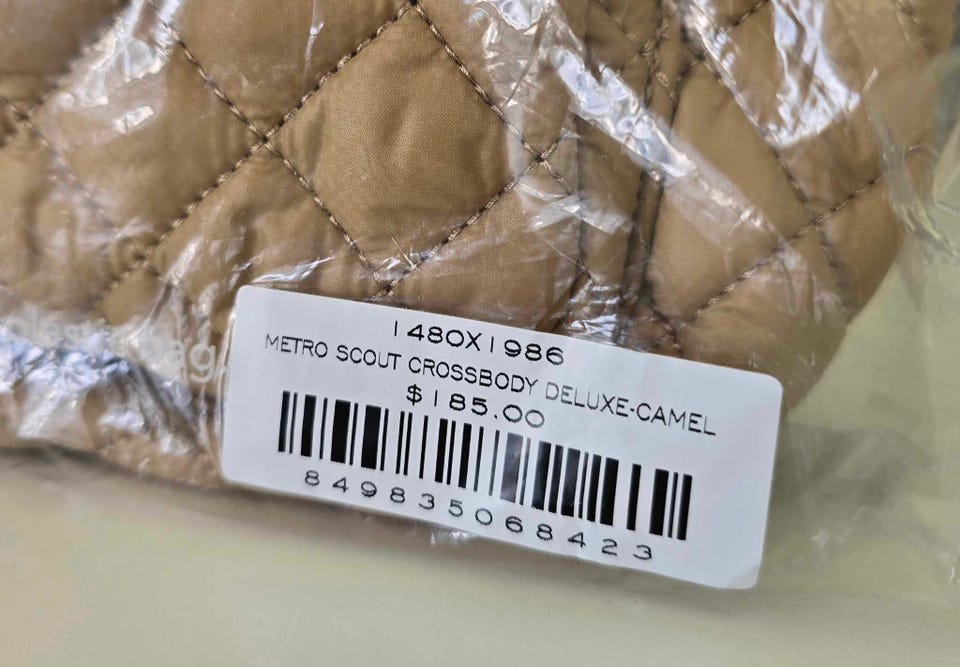 1480X1986
METRO SCOUT CROSSBODY DELUXE-CAMEL
$185.00
849835068423